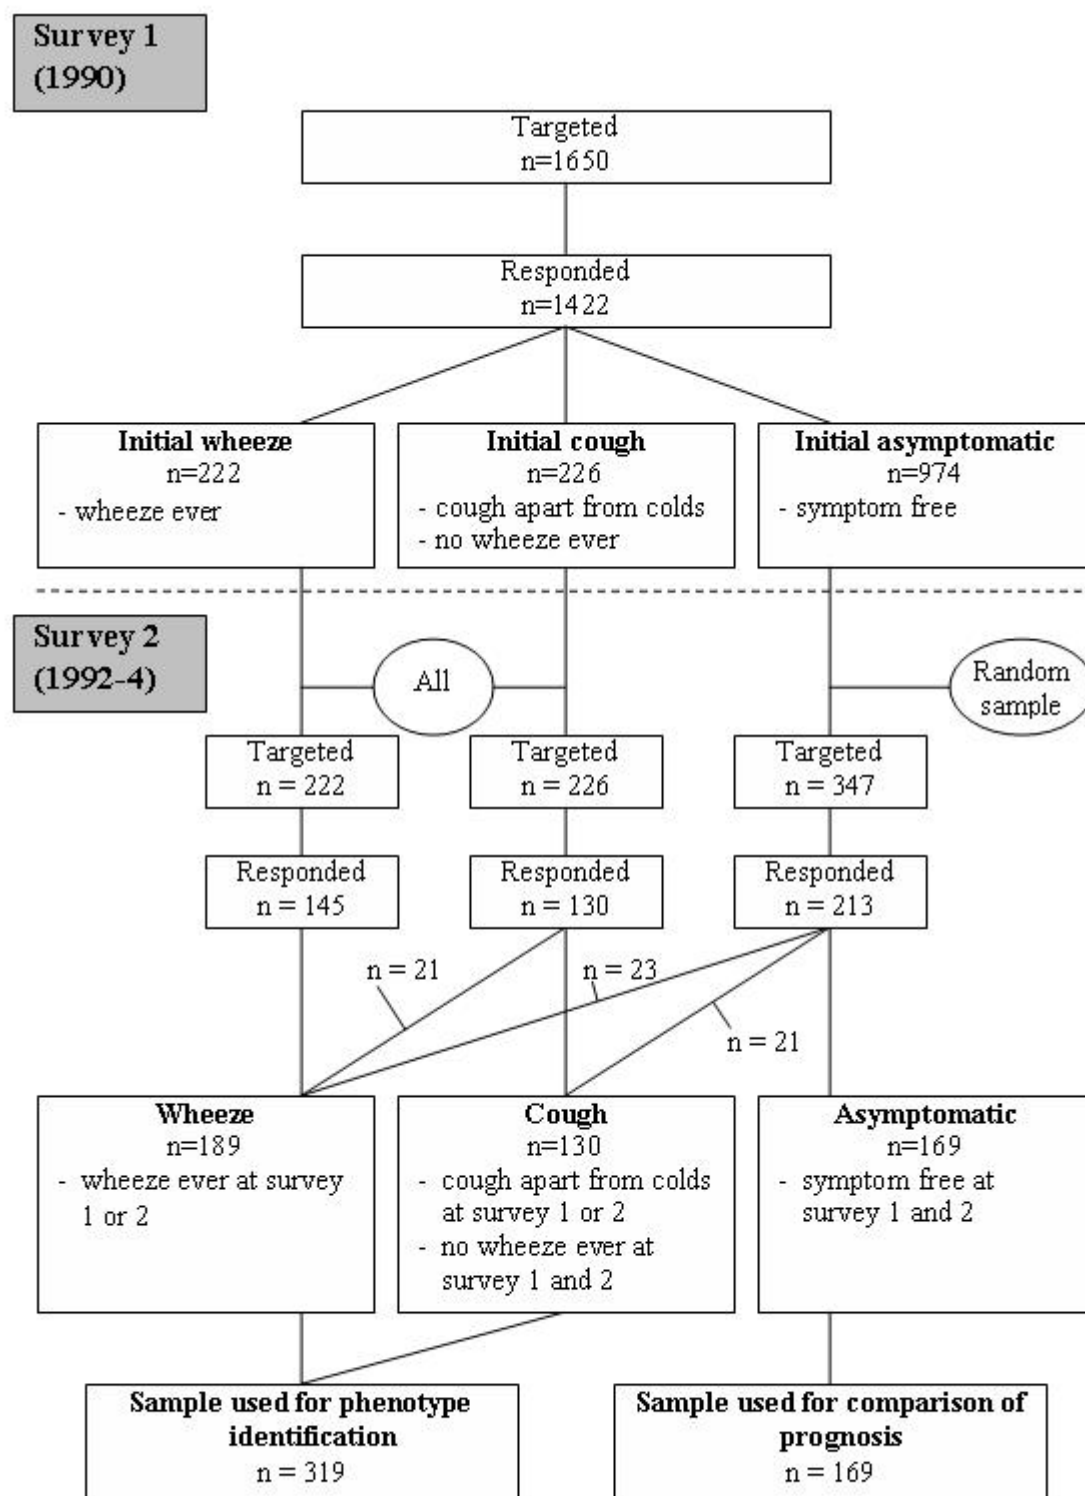 Survey 1
(1990)
Targeted
n=1650
Responded
n=1422
Initial wheeze
n=222
- wheeze ever
Initial cough
n=226
- cough apart from colds
- no wheeze ever
Initial asymptomatic
n=974
- symptom free
Survey 2
(1992-4)
All
Random
sample
Targeted
n = 222
Targeted
n = 226
Targeted
n = 347
Responded
n = 145
Responded
n = 130
Responded
n = 213
n = 21
n = 23
n = 21
Wheeze
n=189
- wheeze ever at survey
1 or 2
Cough
n=130
- cough apart from colds
at survey 1 or 2
- no wheeze ever at
survey 1 and 2
Asymptomatic
n=169
- symptom free at
survey 1 and 2
Sample used for phenotype
identification
n = 319
Sample used for comparison of
prognosis
n = 169